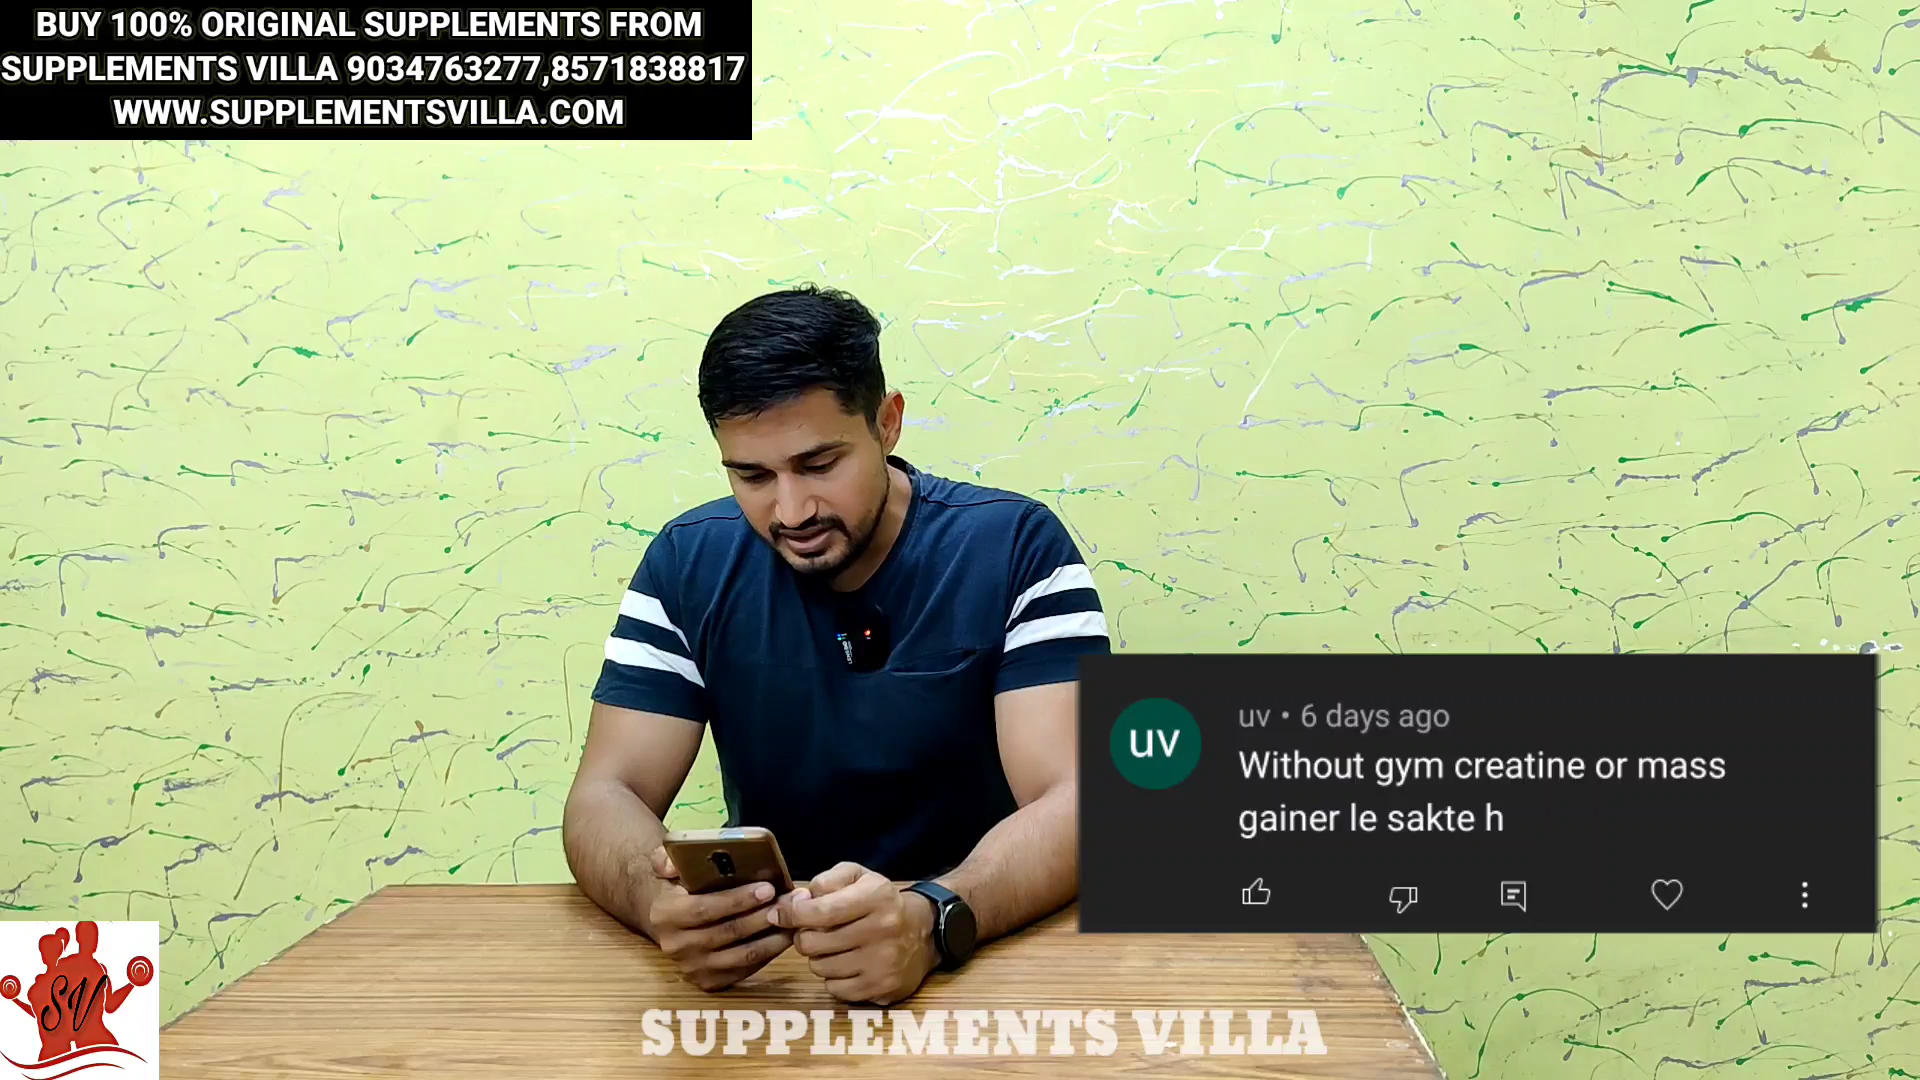 BUY 100% ORIGINAL SUPPLEMENTS FROM
SUPPLEMENTS VILLA 9034763277,8571838817
WWW.SUPPLEMENTSVILLA.COM
uv
uv • 6 days ago
Without gym creatine or mass
gainer le sakte h
SV
SUPPLEMENTS VILLA